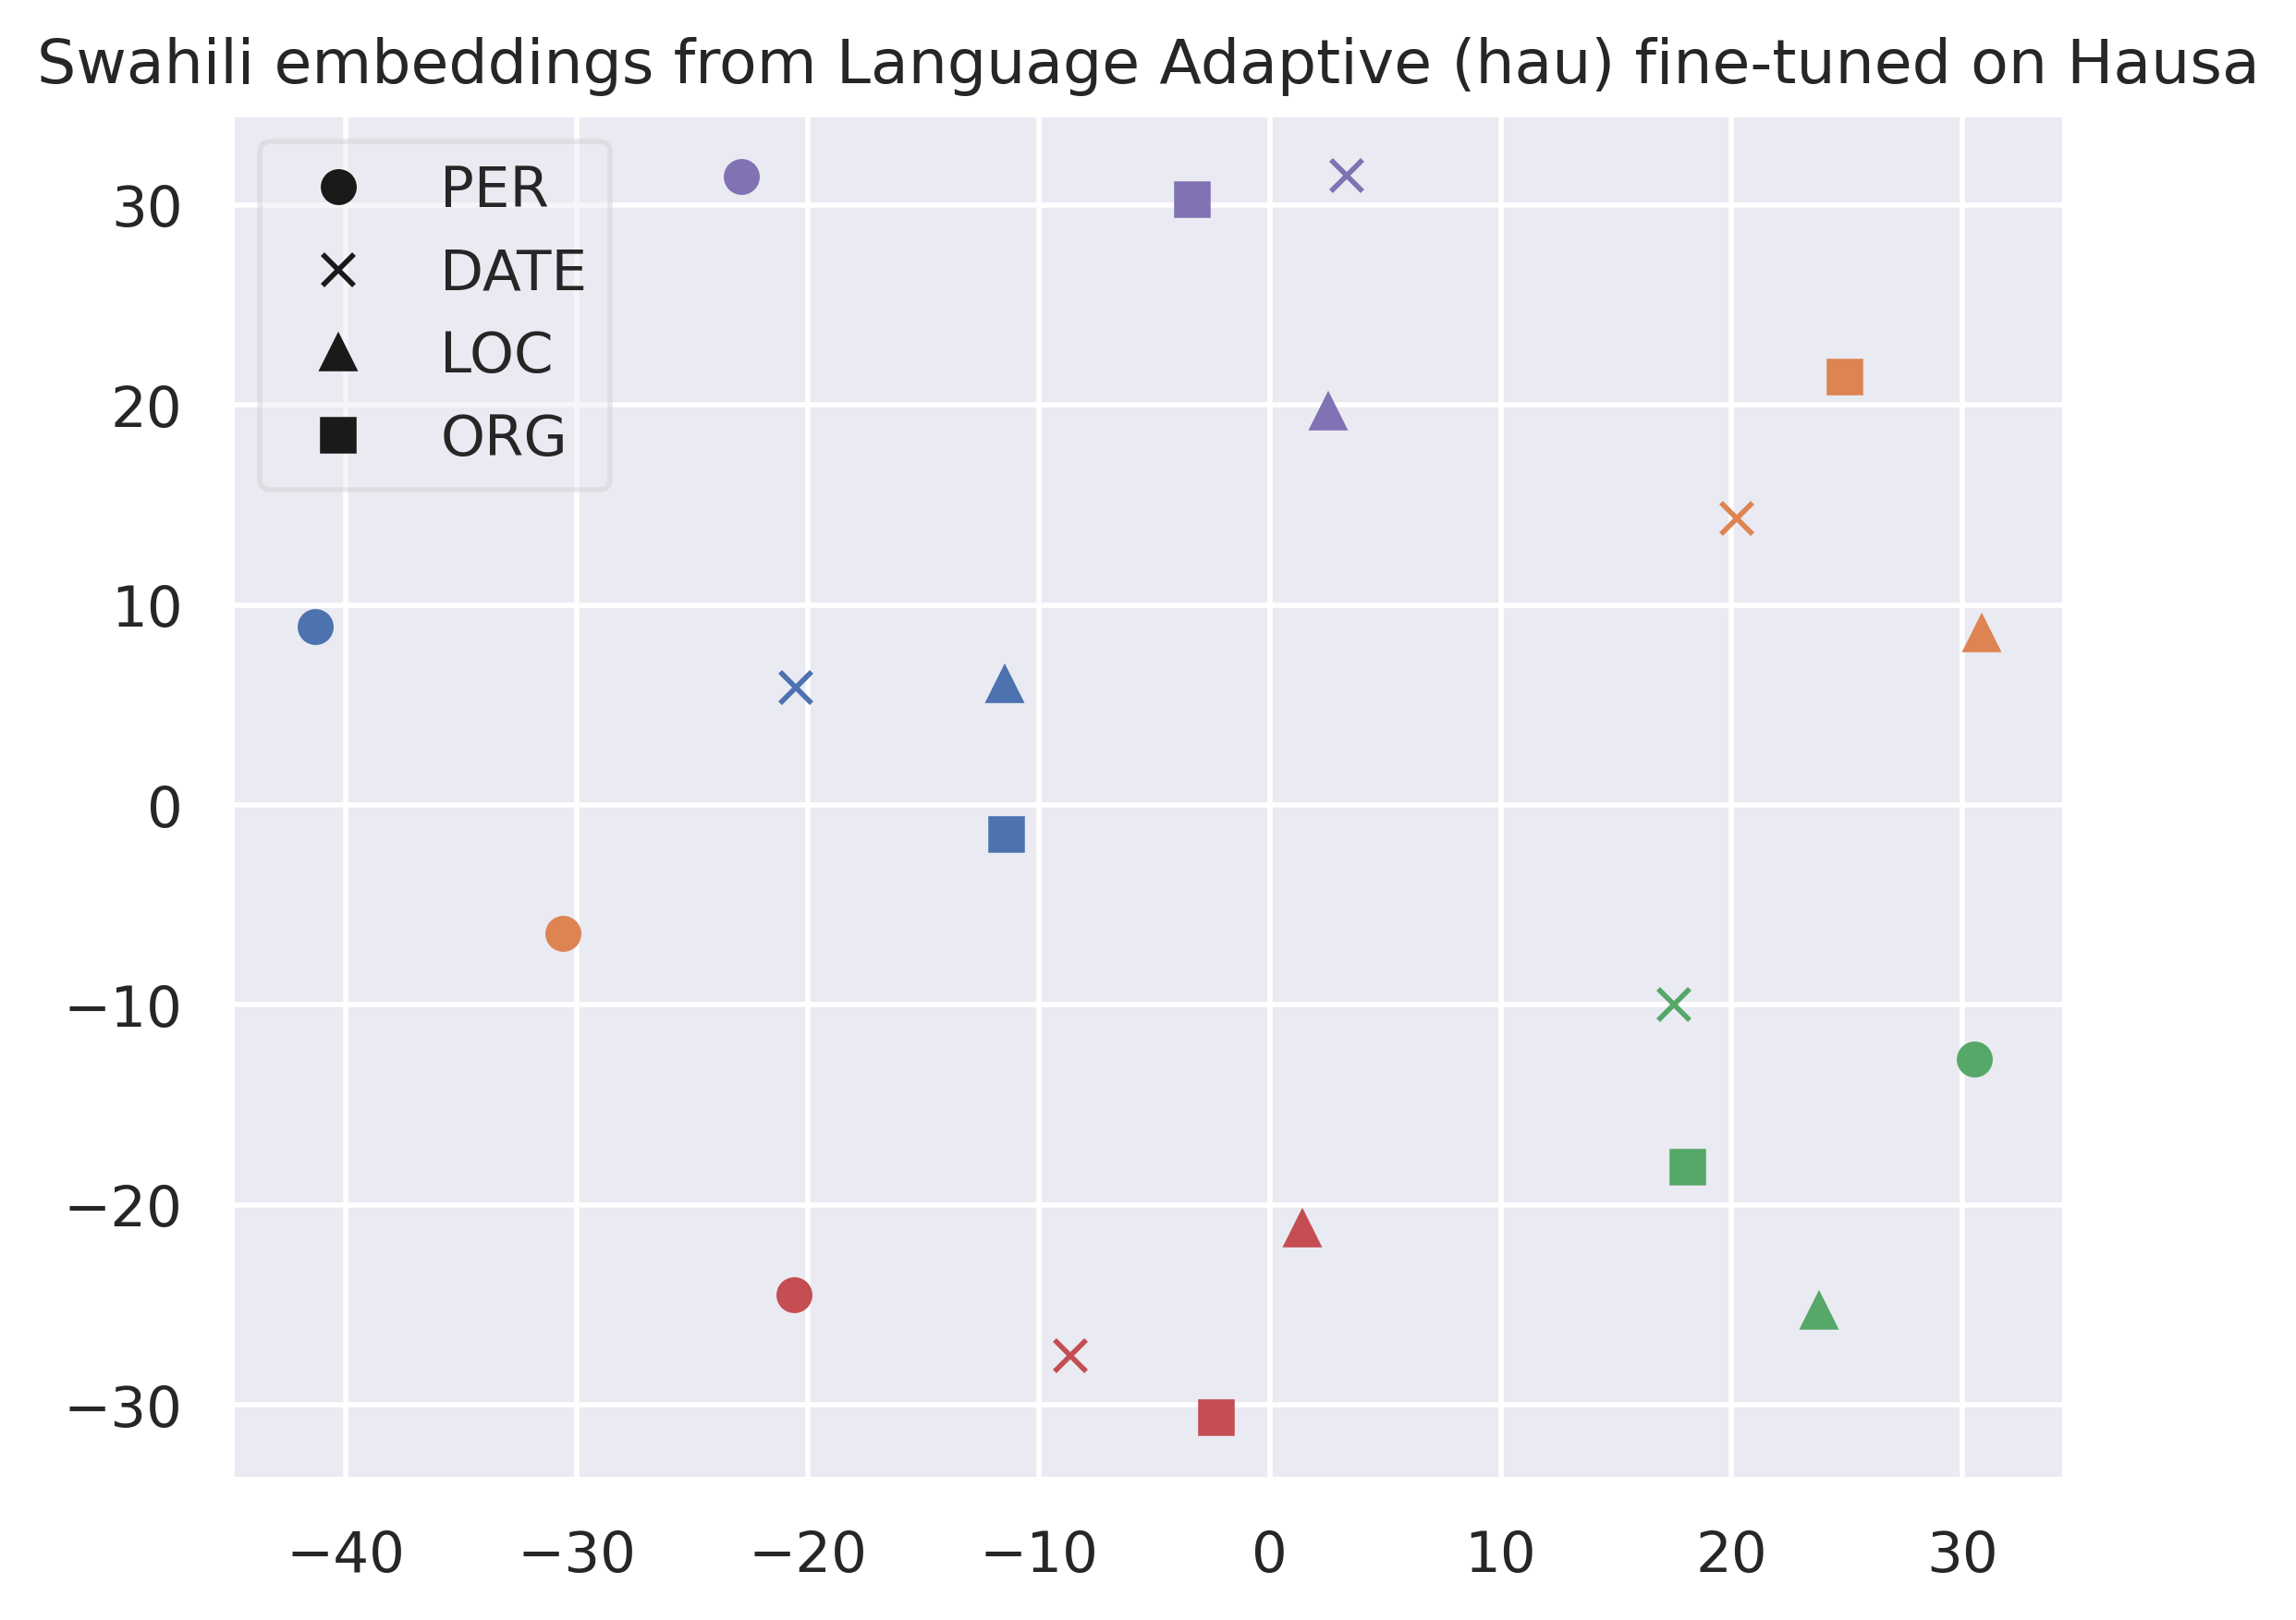 Swahili embeddings from Language Adaptive (hau) fine-tuned on Hausa
PER
DATE
LOC
ORG
30
20
10
0
−10
−20
−30
−40 −30 −20 −10 0 10 20 30